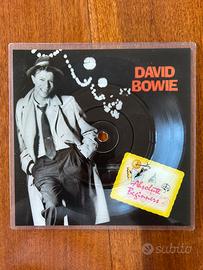 DAVID
BOWIE
Absolute
Beginners
subito